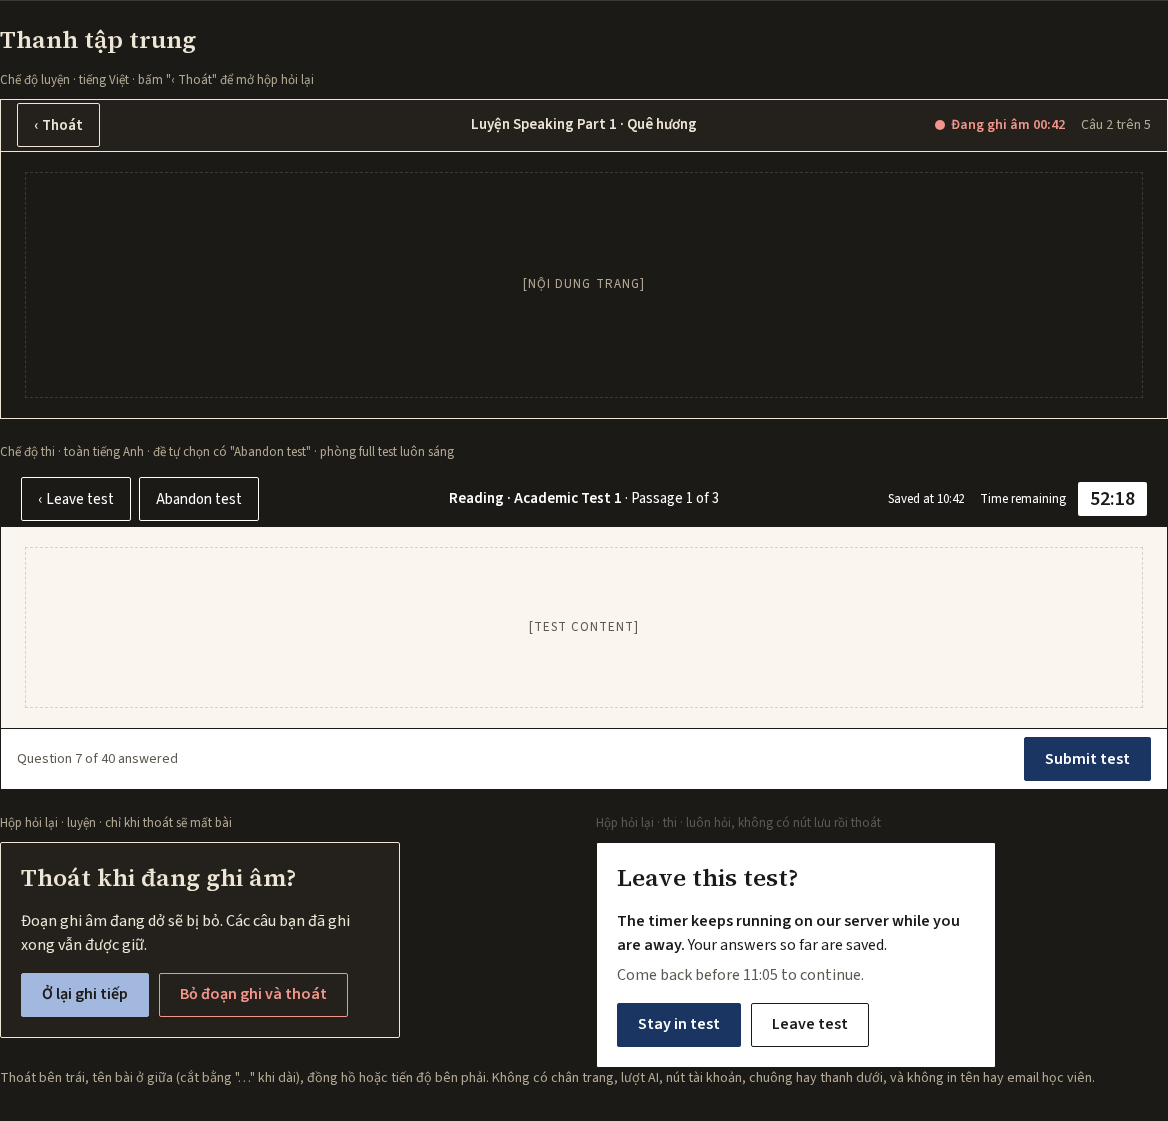 Thanh tập trung
Chế độ luyện · tiếng Việt · bấm "‹ Thoát" để mở hộp hỏi lại
‹ Thoát
Luyện Speaking Part 1 · Quê hương
Đang ghi âm 00:42
Câu 2 trên 5
[NỘI DUNG TRANG]
Chế độ thi · toàn tiếng Anh · đề tự chọn có "Abandon test" · phòng full test luôn sáng
‹ Leave test
Abandon test
Reading · Academic Test 1 · Passage 1 of 3
Saved at 10:42
Time remaining
52:18
[TEST CONTENT]
Question 7 of 40 answered
Submit test
Hộp hỏi lại · luyện · chỉ khi thoát sẽ mất bài
Thoát khi đang ghi âm?
Đoạn ghi âm đang dở sẽ bị bỏ. Các câu bạn đã ghi
xong vẫn được giữ.
Ở lại ghi tiếp
Bỏ đoạn ghi và thoát
Hộp hỏi lại · thi · luôn hỏi, không có nút lưu rồi thoát
Leave this test?
The timer keeps running on our server while you
are away. Your answers so far are saved.
Come back before 11:05 to continue.
Stay in test
Leave test
Thoát bên trái, tên bài ở giữa (cắt bằng "…" khi dài), đồng hồ hoặc tiến độ bên phải. Không có chân trang, lượt AI, nút tài khoản, chuông hay thanh dưới, và không in tên hay email học viên.